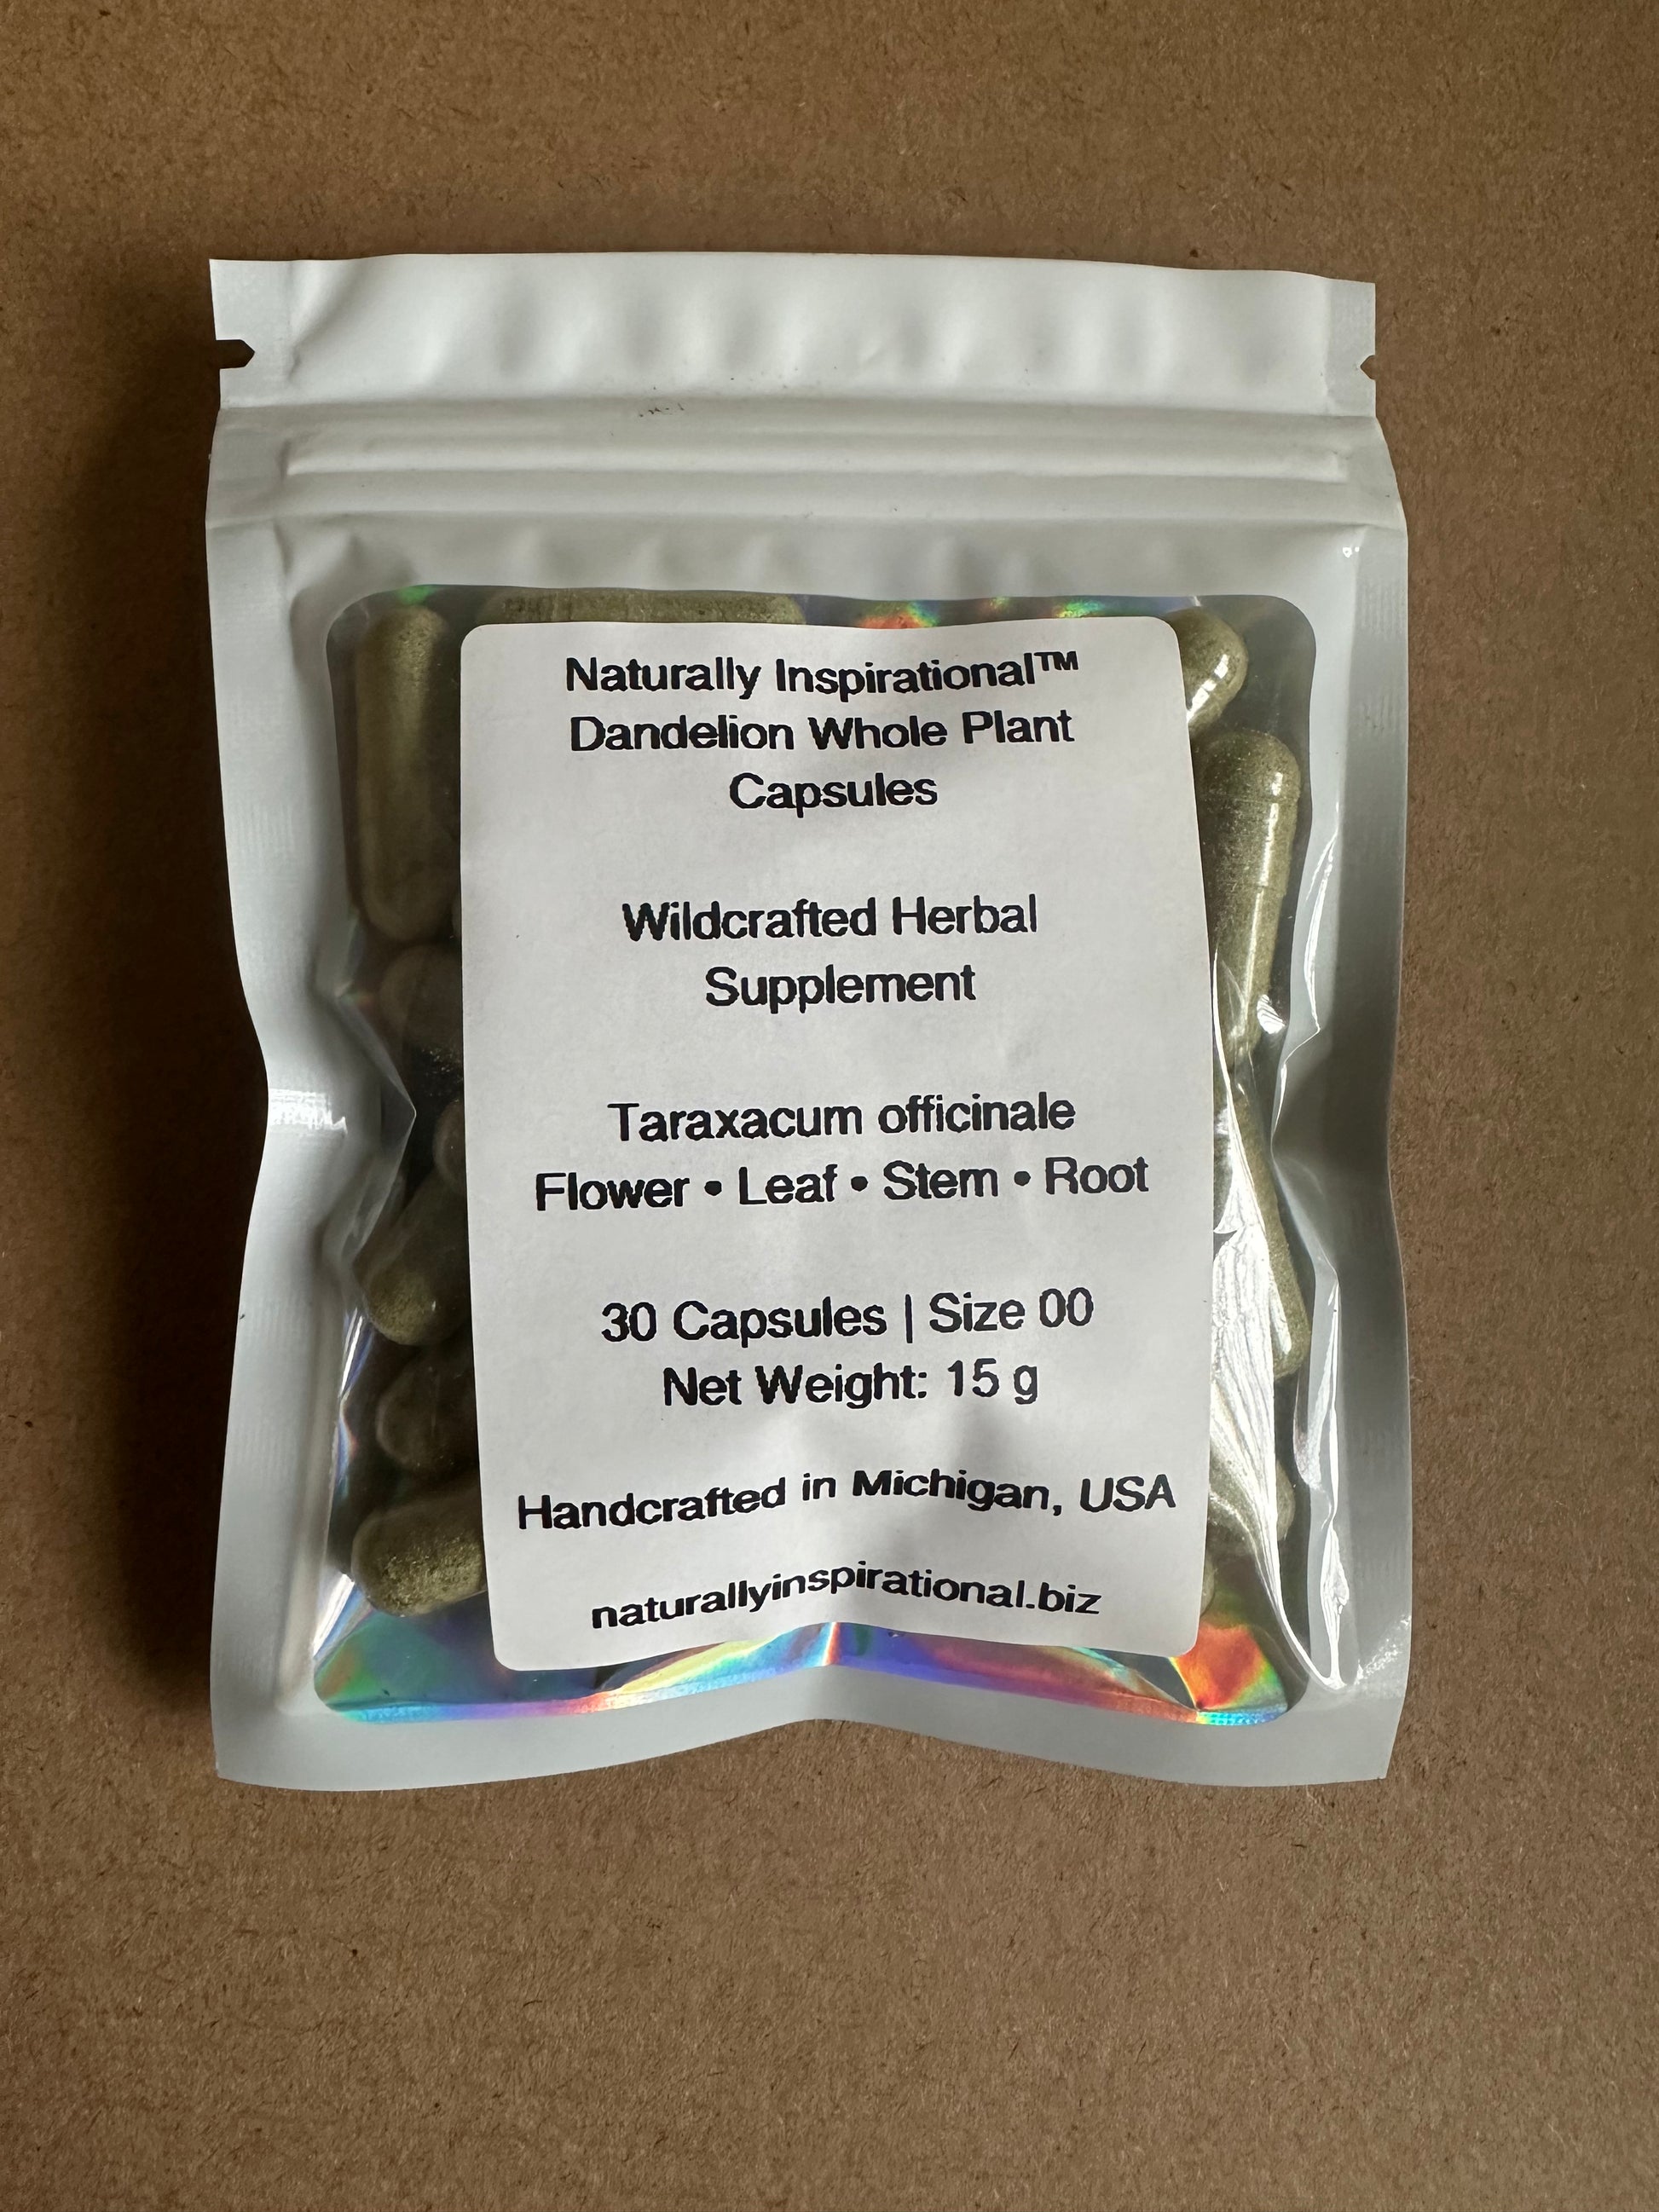 Naturally Inspirational™
Dandelion Whole Plant
Capsules
Wildcrafted Herbal
Supplement
Taraxacum officinale
Flower • Leaf • Stem • Root
30 Capsules | Size 00
Net Weight: 15 g
Handcrafted in Michigan, USA
naturallyinspirational.biz